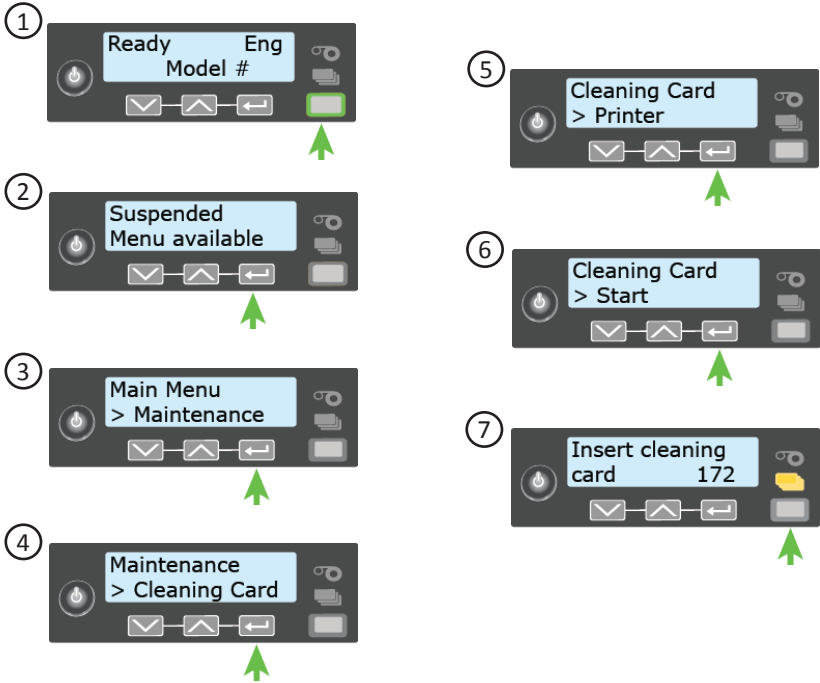 1
Ready Eng
Model #
2
Suspended
Menu available
3
Main Menu
> Maintenance
4
Maintenance
> Cleaning Card
5
Cleaning Card
> Printer
6
Cleaning Card
> Start
7
Insert cleaning
card 172